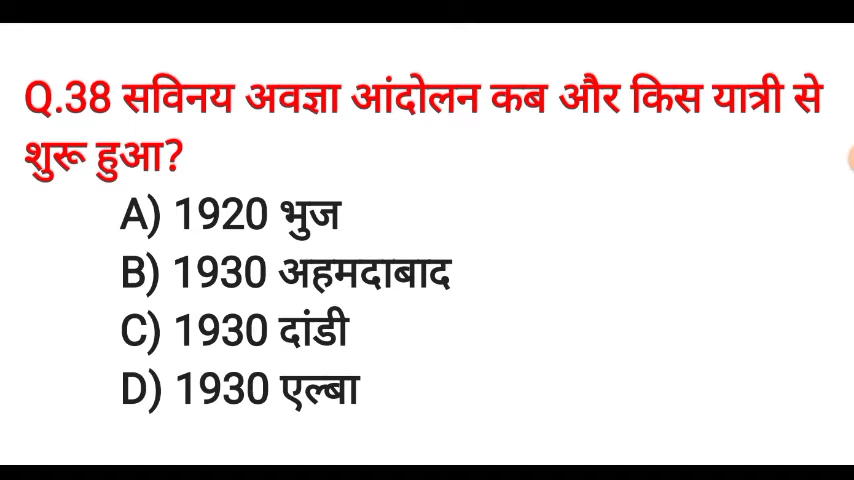 Q.38 सविनय अवज्ञा आंदोलन कब और किस यात्री से
शुरू हुआ?
A) 1920 भुज
B) 1930 अहमदाबाद
C) 1930 दांडी
D) 1930 एल्बा